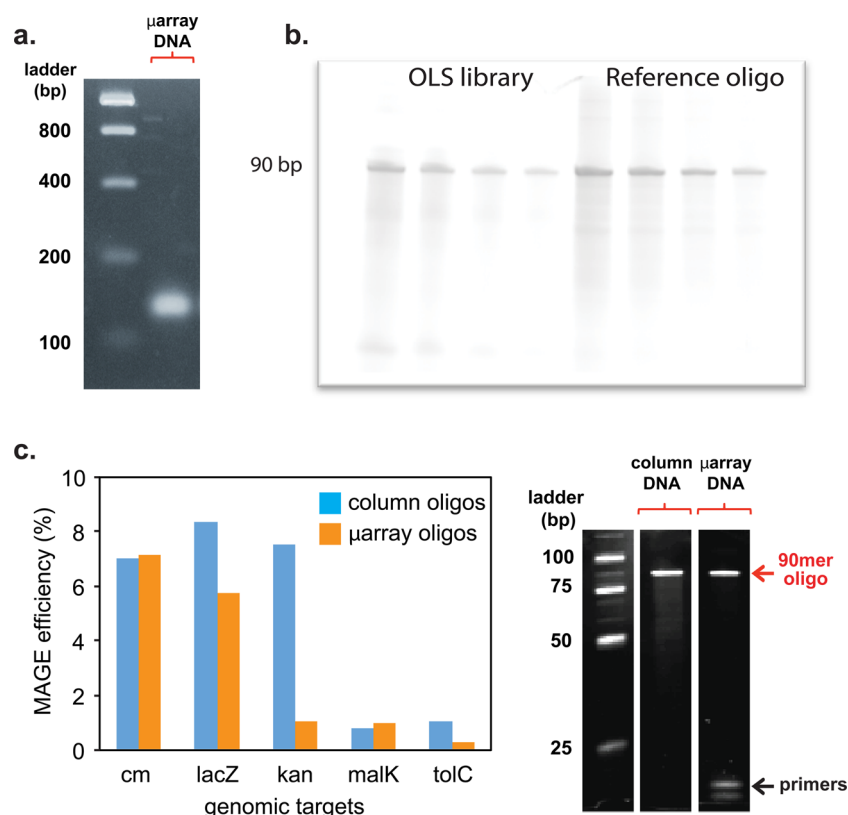 a.
µarray
DNA
ladder
(bp)
800
400
200
100
b.
OLS library
Reference oligo
90 bp
c.
10
8
6
4
2
0
MAGE efficiency (%)
column oligos
µarray oligos
cm
lacZ
kan
malK
tolC
genomic targets
column
DNA
µarray
DNA
ladder
(bp)
100
75
50
25
90mer
oligo
primers